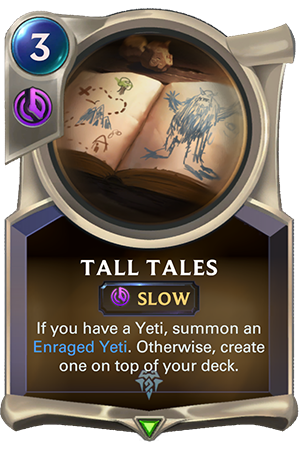 3
TALL TALES
SLOW
If you have a Yeti, summon an
Enraged Yeti. Otherwise, create
one on top of your deck.